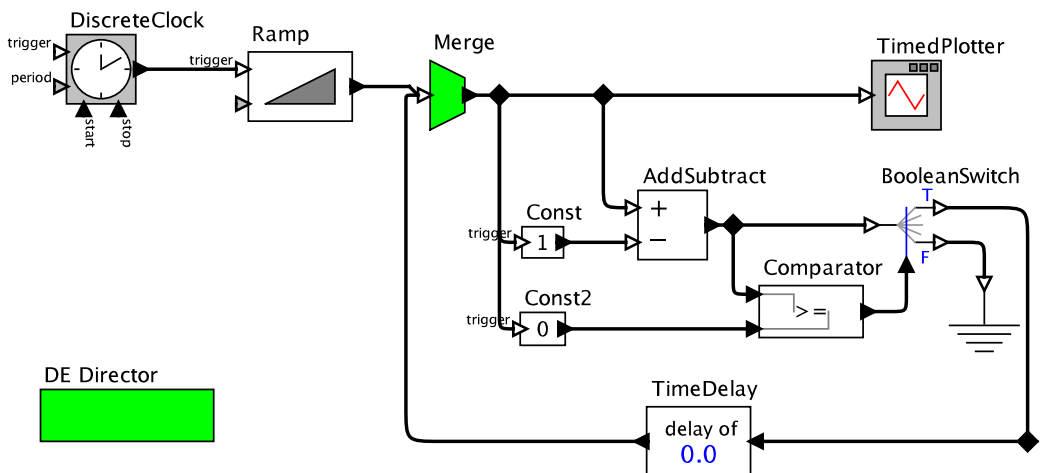 DiscreteClock
trigger
period
start
stop
Ramp
trigger
Merge
TimedPlotter
AddSubtract
+
−
BooleanSwitch
T
F
Const
trigger
1
Comparator
>=
Const2
trigger
0
DE Director
TimeDelay
delay of
0.0